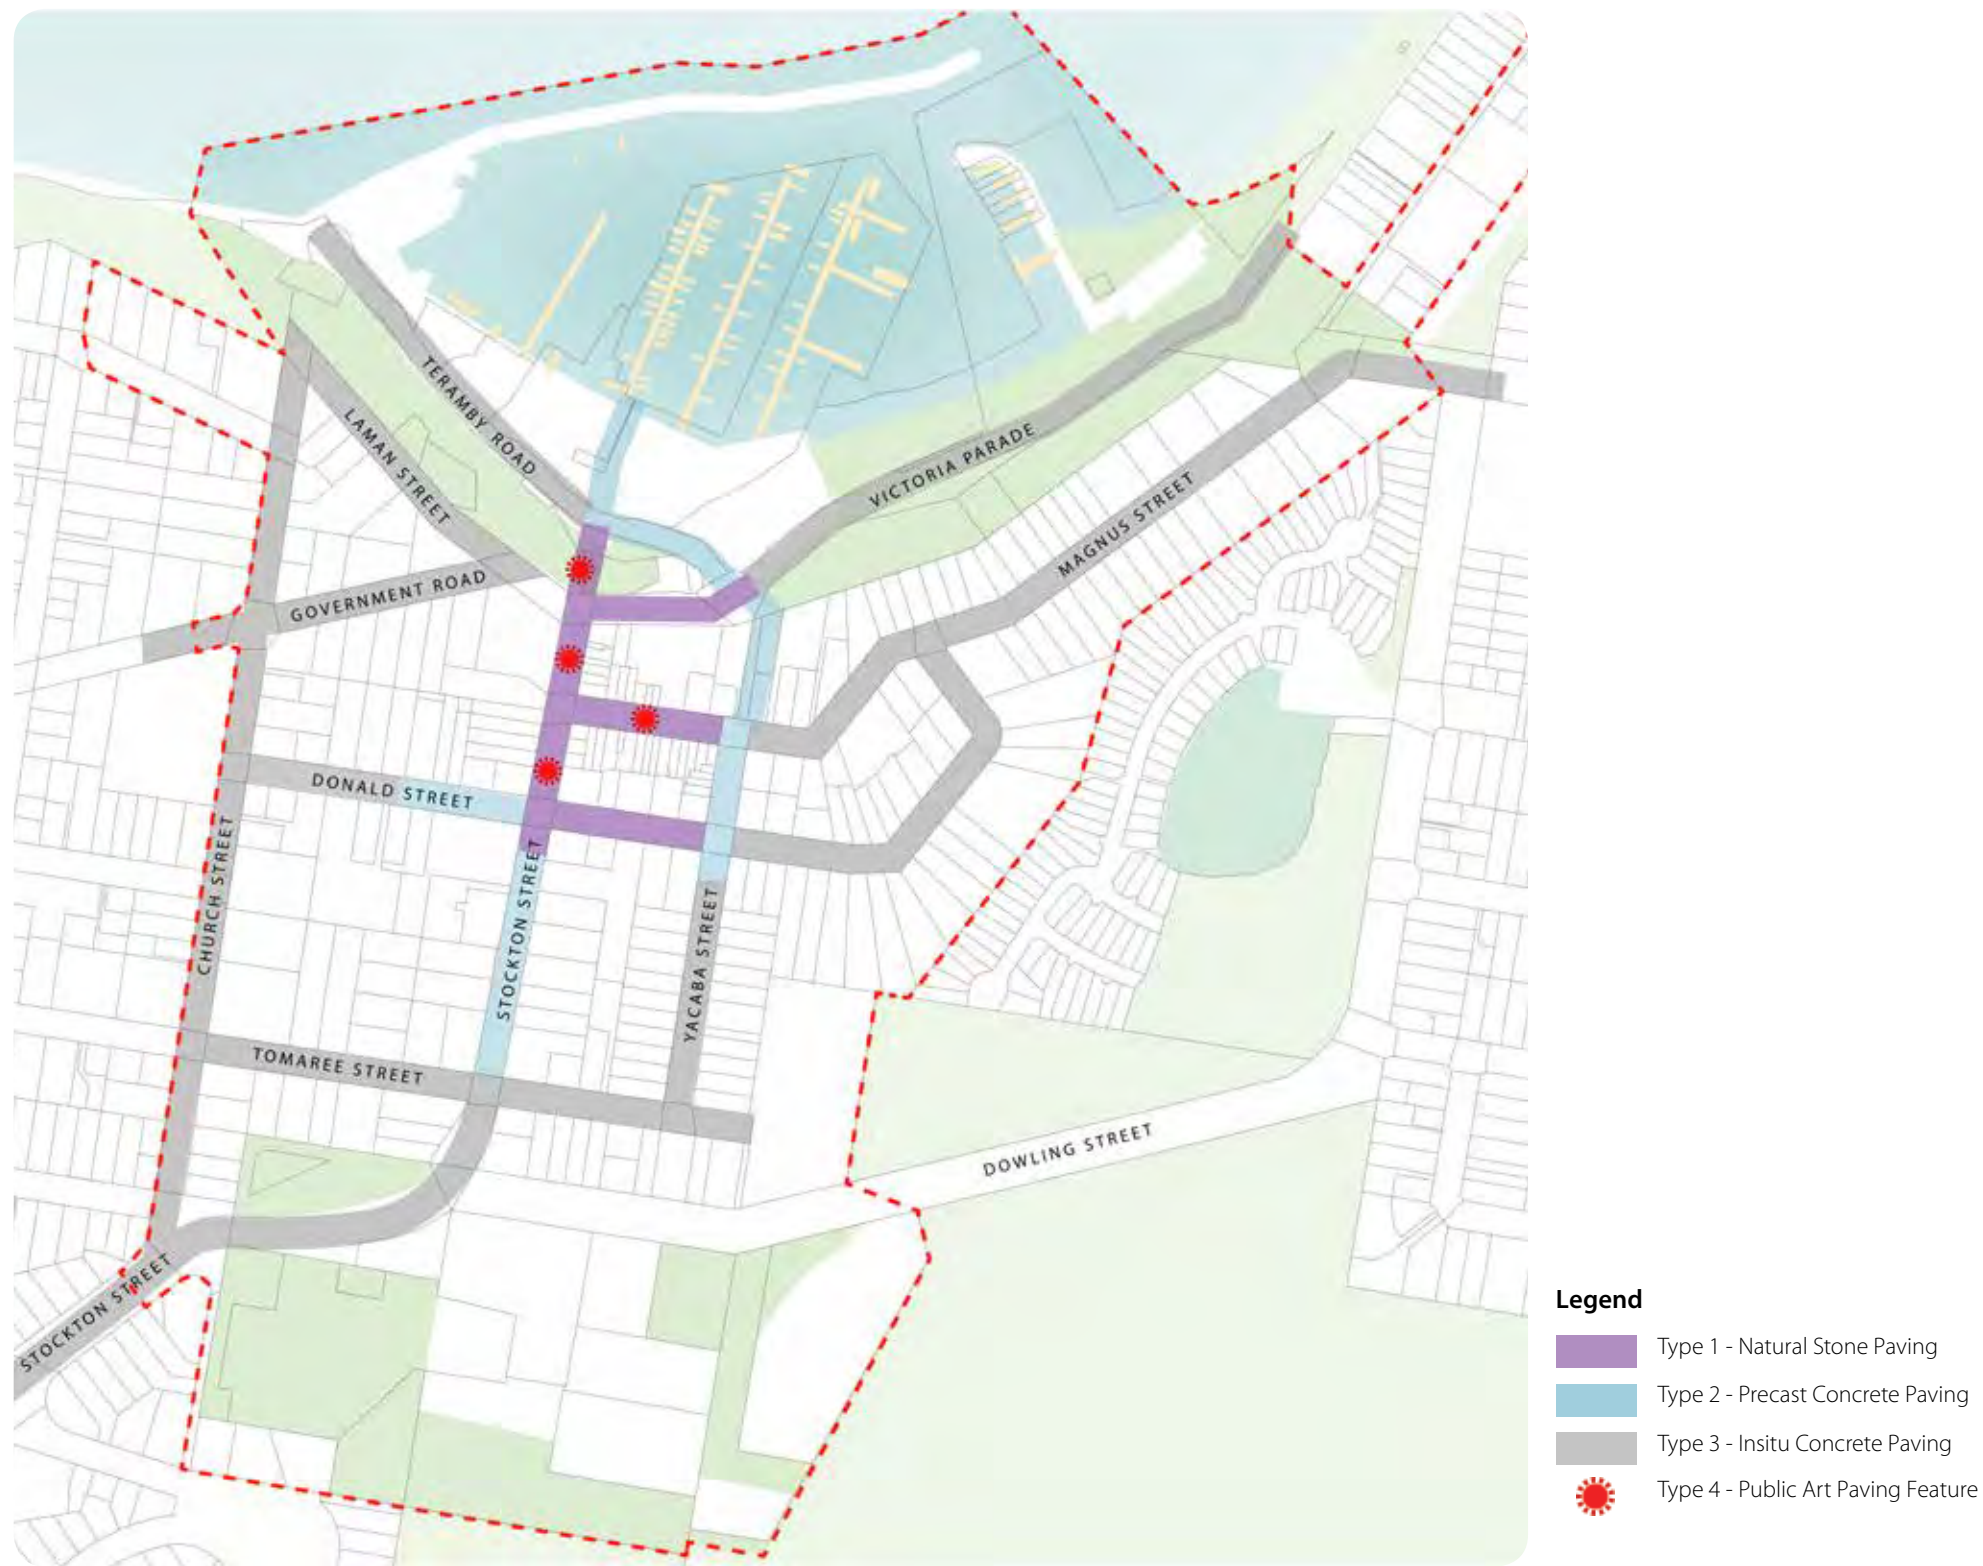 TERAMBY ROAD
LAMAN STREET
VICTORIA PARADE
MAGNUS STREET
GOVERNMENT ROAD
DONALD STREET
CHURCH STREET
STOCKTON STREET
YACABA STREET
TOMAREE STREET
DOWLING STREET
STOCKTON STREET
Legend
Type 1 - Natural Stone Paving
Type 2 - Precast Concrete Paving
Type 3 - Insitu Concrete Paving
Type 4 - Public Art Paving Feature